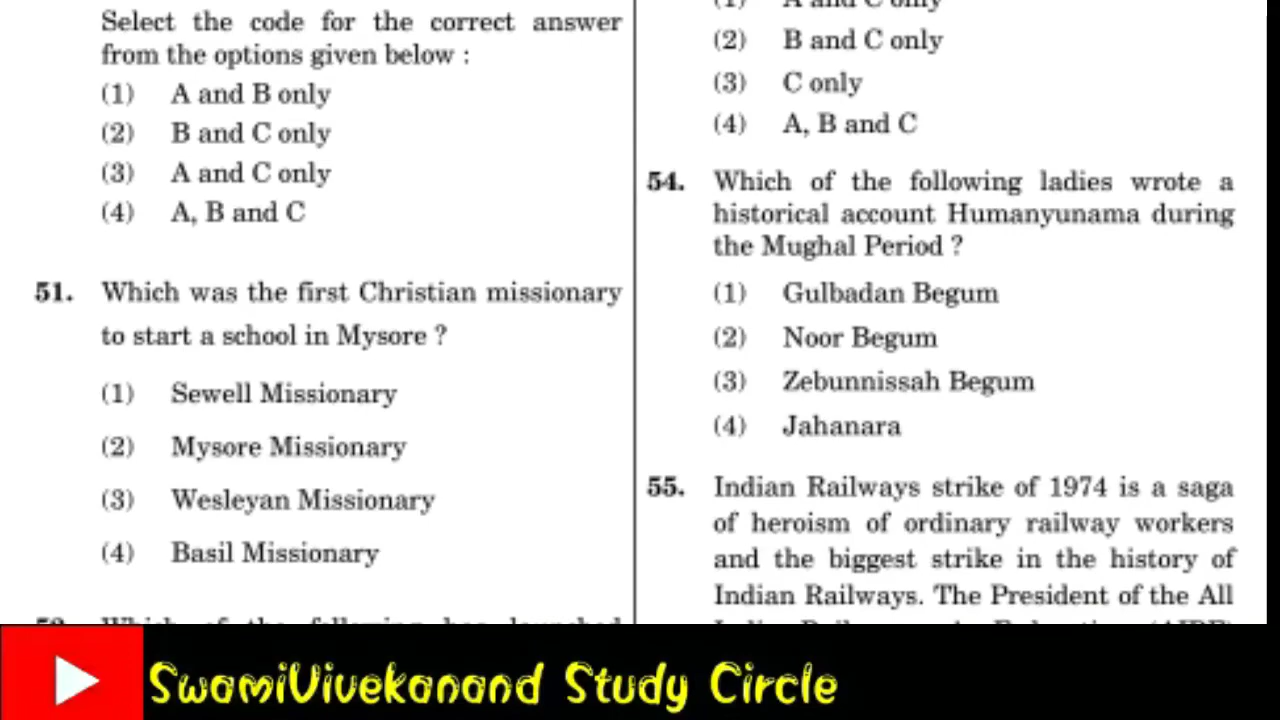 Select the code for the correct answer
from the options given below :
(1) A and B only
(2) B and C only
(3) A and C only
(4) A, B and C
51. Which was the first Christian missionary
to start a school in Mysore ?
(1) Sewell Missionary
(2) Mysore Missionary
(3) Wesleyan Missionary
(4) Basil Missionary
(1) A and C only
(2) B and C only
(3) C only
(4) A, B and C
54. Which of the following ladies wrote a
historical account Humanyunama during
the Mughal Period ?
(1) Gulbadan Begum
(2) Noor Begum
(3) Zebunnissah Begum
(4) Jahanara
55. Indian Railways strike of 1974 is a saga
of heroism of ordinary railway workers
and the biggest strike in the history of
Indian Railways. The President of the All
SwamiVivekanand Study Circle